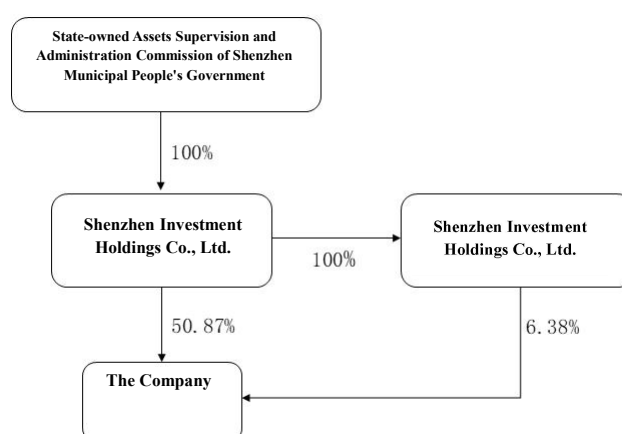 State-owned Assets Supervision and
Administration Commission of Shenzhen
Municipal People's Government
100%
Shenzhen Investment
Holdings Co., Ltd.
100%
Shenzhen Investment
Holdings Co., Ltd.
50.87%
6.38%
The Company